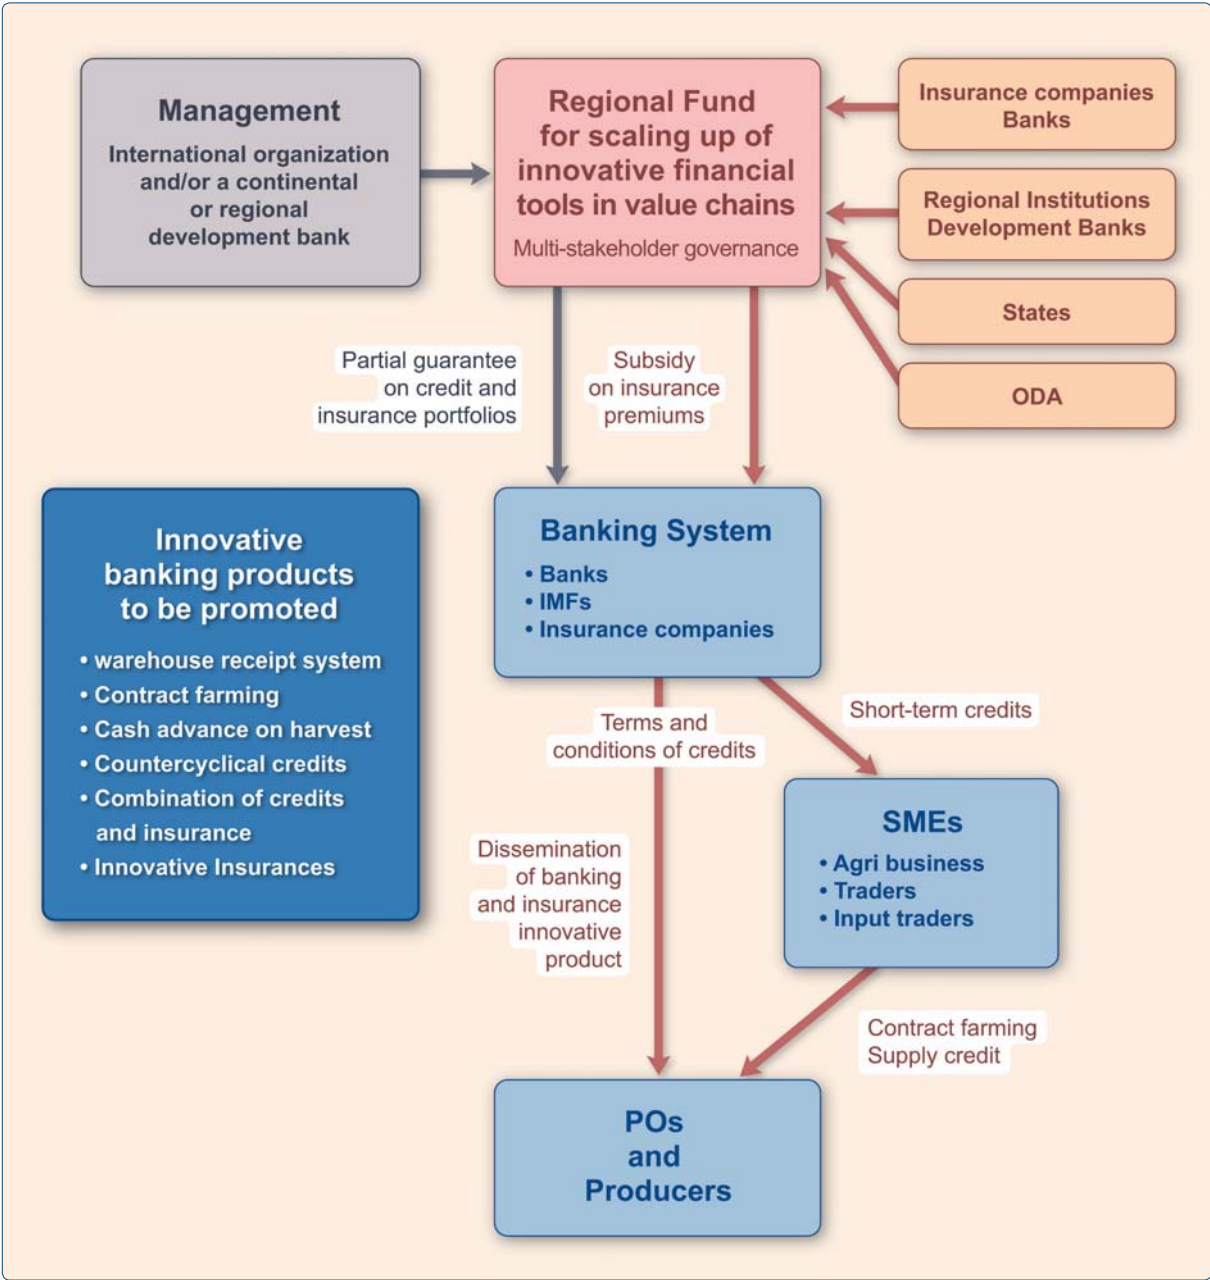 Management
International organization
and/or a continental
or regional
development bank
Regional Fund
for scaling up of
innovative financial
tools in value chains
Multi-stakeholder governance
Insurance companies
Banks
Regional Institutions
Development Banks
States
ODA
Partial guarantee
on credit and
insurance portfolios
Subsidy
on insurance
premiums
Innovative
banking products
to be promoted
• warehouse receipt system
• Contract farming
• Cash advance on harvest
• Countercyclical credits
• Combination of credits
and insurance
• Innovative Insurances
Banking System
• Banks
• IMFs
• Insurance companies
Terms and
conditions of credits
Short-term credits
Dissemination
of banking
and insurance
innovative
product
SMEs
• Agri business
• Traders
• Input traders
Contract farming
Supply credit
POs
and
Producers